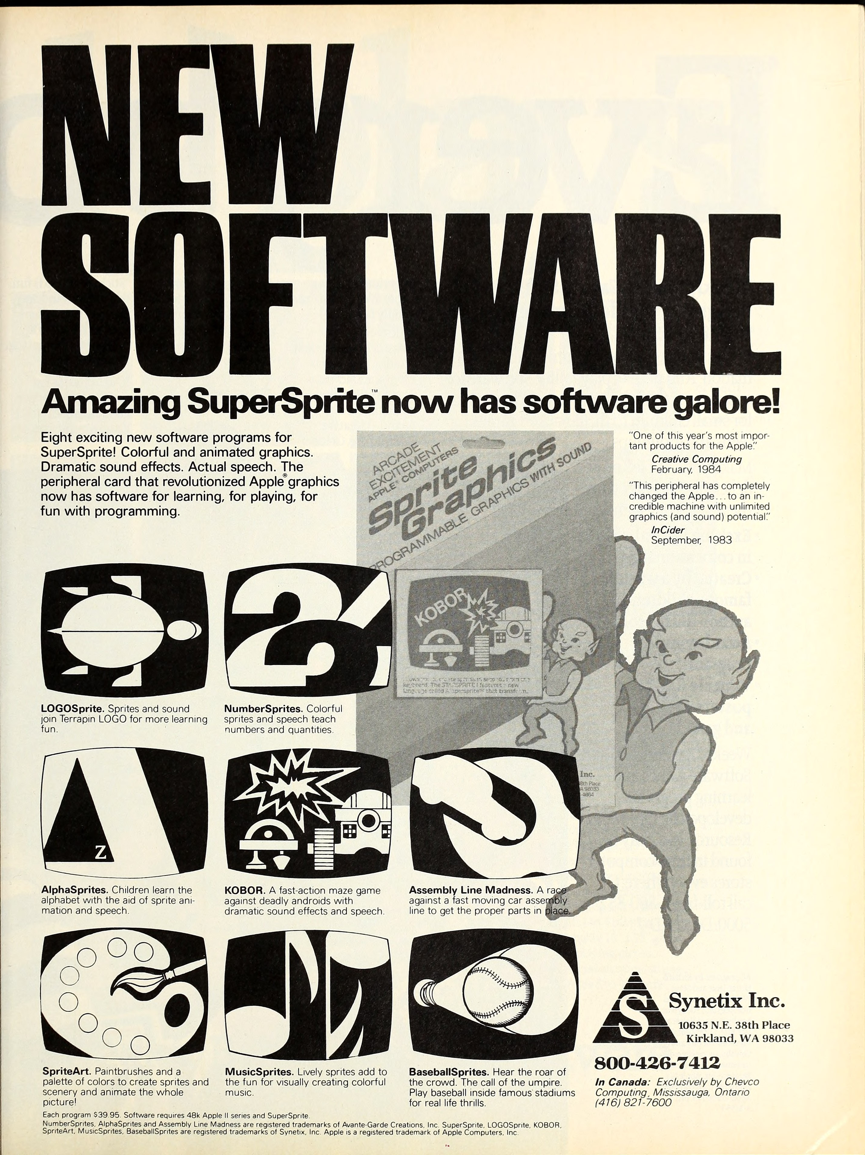 NEW
SOFTWARE
Amazing SuperSprite™ now has software galore!
Eight exciting new software programs for
SuperSprite! Colorful and animated graphics.
Dramatic sound effects. Actual speech. The
peripheral card that revolutionized Apple® graphics
now has software for learning, for playing, for
fun with programming.
ARCADE
EXCITEMENT
APPLE® COMPUTERS
Sprite
Graphics
PROGRAMMABLE GRAPHICS WITH SOUND
KOBOR
"One of this year's most impor-
tant products for the Apple."
Creative Computing
February, 1984
"This peripheral has completely
changed the Apple...to an in-
credible machine with unlimited
graphics (and sound) potential."
InCider
September, 1983
LOGOSprite. Sprites and sound
join Terrapin LOGO for more learning
fun.
2
NumberSprites. Colorful
sprites and speech teach
numbers and quantities.
Inc.
A
Z
AlphaSprites. Children learn the
alphabet with the aid of sprite ani-
mation and speech.
KOBOR. A fast-action maze game
against deadly androids with
dramatic sound effects and speech.
Assembly Line Madness. A race
against a fast moving car assembly
line to get the proper parts in place.
SpriteArt. Paintbrushes and a
palette of colors to create sprites and
scenery and animate the whole
picture!
MusicSprites. Lively sprites add to
the fun for visually creating colorful
music.
BaseballSprites. Hear the roar of
the crowd. The call of the umpire.
Play baseball inside famous stadiums
for real life thrills.
S
Synetix Inc.
10635 N.E. 38th Place
Kirkland, WA 98033
800-426-7412
In Canada: Exclusively by Chevco
Computing, Mississauga, Ontario
(416) 821-7600
Each program $39.95. Software requires 48k Apple II series and SuperSprite.
NumberSprites, AlphaSprites and Assembly Line Madness are registered trademarks of Avante-Garde Creations, Inc. SuperSprite, LOGOSprite, KOBOR,
SpriteArt, MusicSprites, BaseballSprites are registered trademarks of Synetix, Inc. Apple is a registered trademark of Apple Computers, Inc.